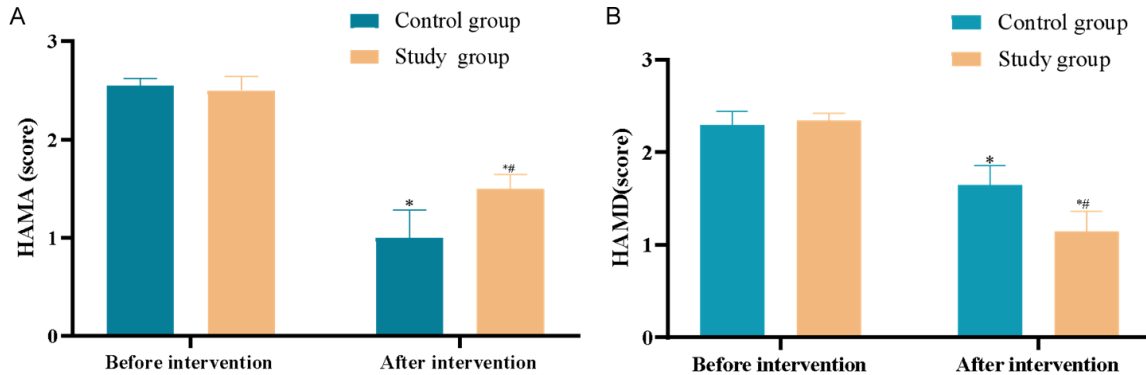 A
Control group
Study group
HAMA (score)
3
2
1
0
*
*#
Before intervention
After intervention
B
Control group
Study group
HAMD(score)
3
2
1
0
*
*#
Before intervention
After intervention